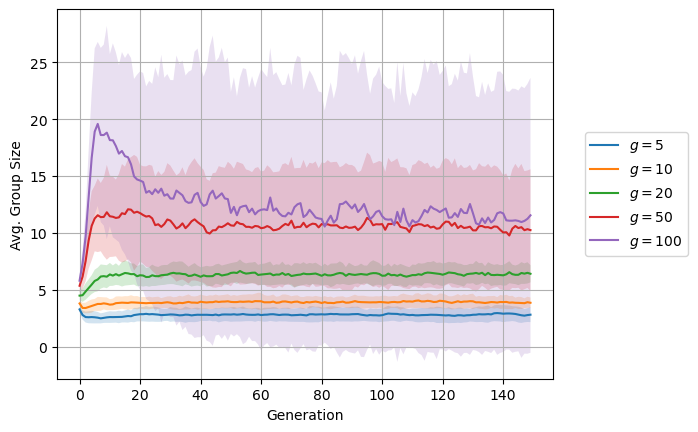 Avg. Group Size
25
20
15
10
5
0
0 20 40 60 80 100 120 140
Generation
g = 5
g = 10
g = 20
g = 50
g = 100